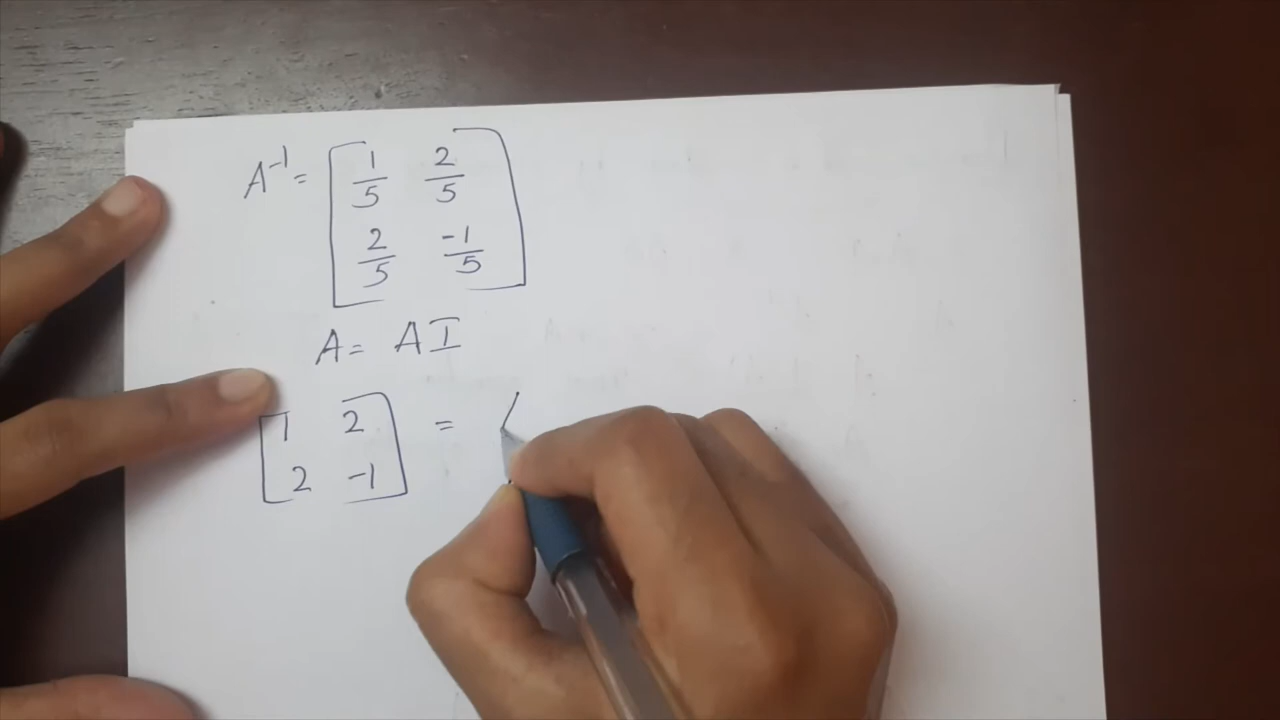 A⁻¹ = [ 1/5 2/5
2/5 -1/5 ]
A = AI
[ 1 2
2 -1 ] =